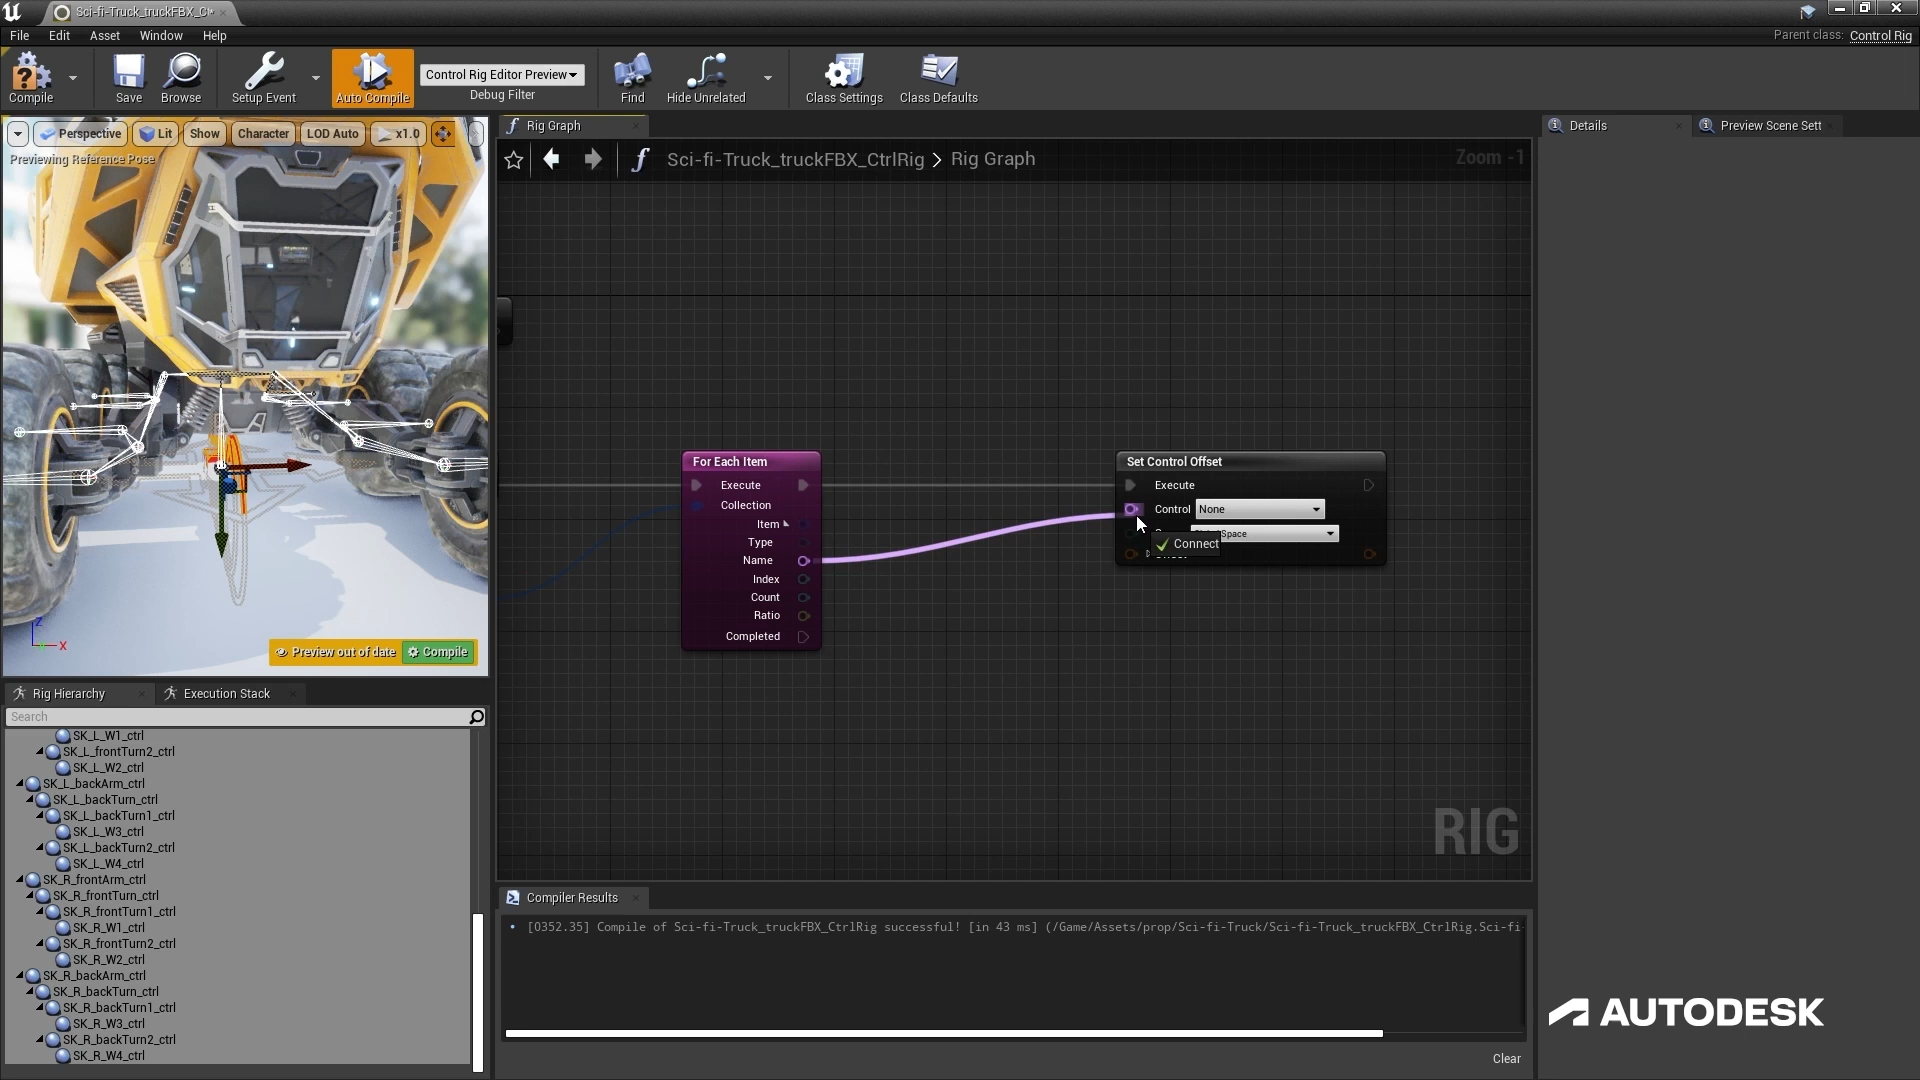 Sci-fi-Truck_truckFBX_C
File Edit Asset Window Help
Parent class: Control Rig
Compile Save Browse Setup Event Auto Compile
Control Rig Editor Preview
Debug Filter
Find Hide Unrelated Class Settings Class Defaults
Perspective Lit Show Character LOD Auto x1.0
Previewing Reference Pose
Z
X
Preview out of date Compile
Rig Graph
Sci-fi-Truck_truckFBX_CtrlRig > Rig Graph
Zoom -1
For Each Item
Execute
Collection
Item
Type
Name
Index
Count
Ratio
Completed
Set Control Offset
Execute
Control None
Space
Connect
RIG
Details
Preview Scene Sett
Rig Hierarchy Execution Stack
Search
SK_L_W1_ctrl
SK_L_frontTurn2_ctrl
SK_L_W2_ctrl
SK_L_backArm_ctrl
SK_L_backTurn_ctrl
SK_L_backTurn1_ctrl
SK_L_W3_ctrl
SK_L_backTurn2_ctrl
SK_L_W4_ctrl
SK_R_frontArm_ctrl
SK_R_frontTurn_ctrl
SK_R_frontTurn1_ctrl
SK_R_W1_ctrl
SK_R_frontTurn2_ctrl
SK_R_W2_ctrl
SK_R_backArm_ctrl
SK_R_backTurn_ctrl
SK_R_backTurn1_ctrl
SK_R_W3_ctrl
SK_R_backTurn2_ctrl
SK_R_W4_ctrl
Compiler Results
[0352.35] Compile of Sci-fi-Truck_truckFBX_CtrlRig successful! [in 43 ms] (/Game/Assets/prop/Sci-fi-Truck/Sci-fi-Truck_truckFBX_CtrlRig.Sci-fi-
Clear
AUTODESK